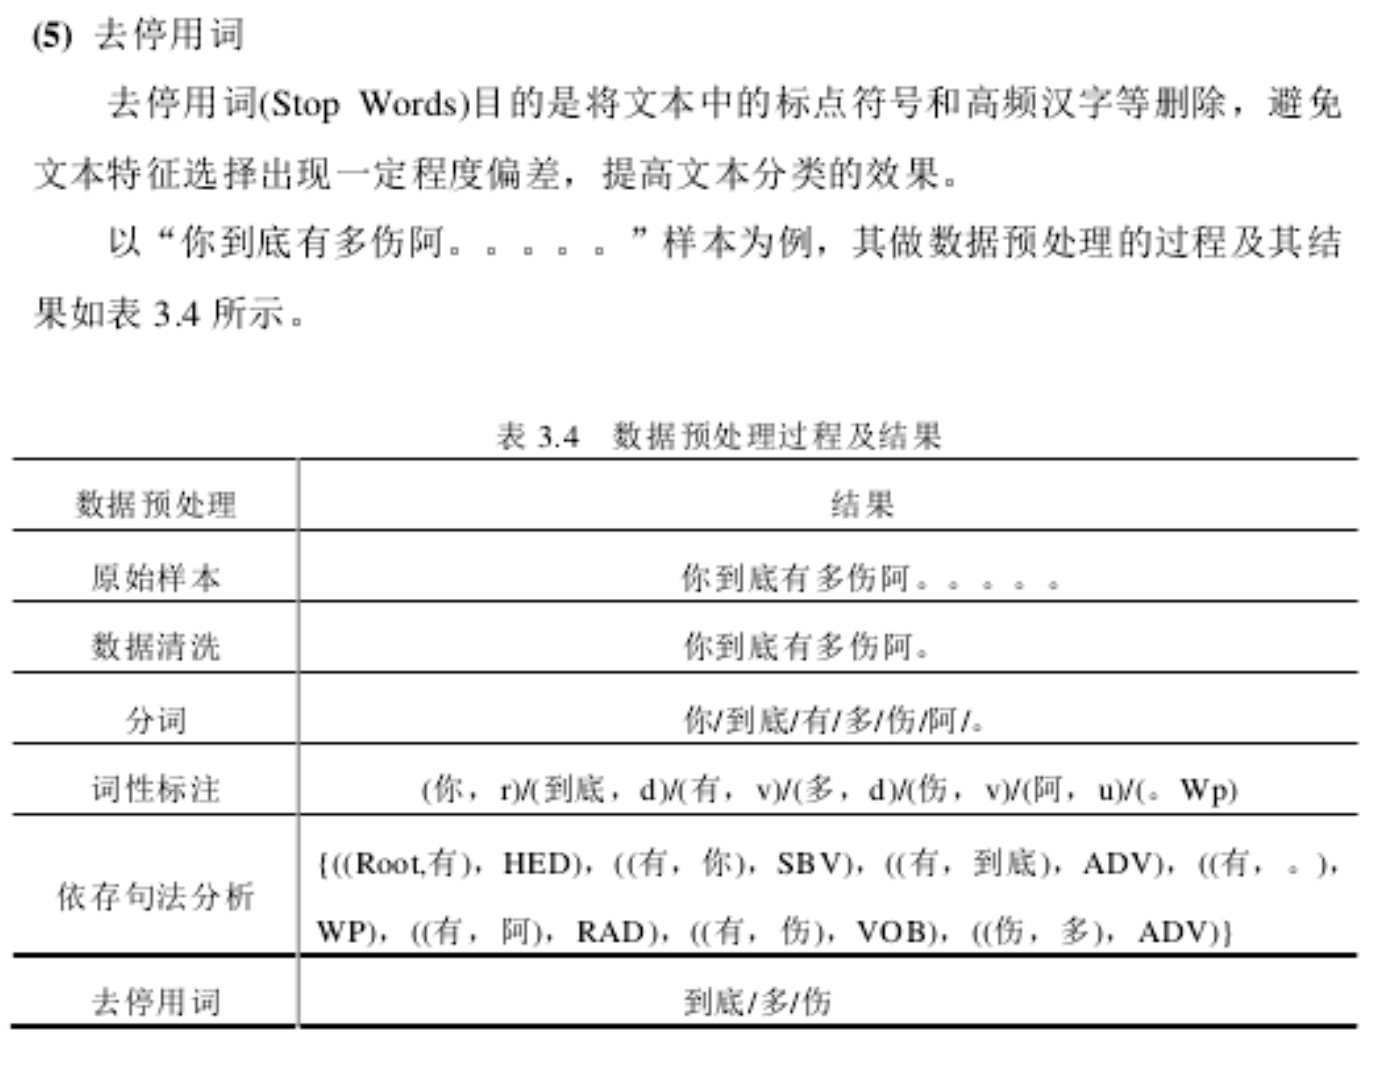 (5) 去停用词
去停用词(Stop Words)目的是将文本中的标点符号和高频汉字等删除，避免
文本特征选择出现一定程度偏差，提高文本分类的效果。
以“你到底有多伤阿。。。。。”样本为例，其做数据预处理的过程及其结
果如表 3.4 所示。
表 3.4 数据预处理过程及结果
数据预处理 结果
原始样本 你到底有多伤阿。。。。。
数据清洗 你到底有多伤阿。
分词 你/到底/有/多/伤/阿/。
词性标注 (你，r)/(到底，d)/(有，v)/(多，d)/(伤，v)/(阿，u)/(。Wp)
依存句法分析 {((Root,有)，HED)，((有，你)，SBV)，((有，到底)，ADV)，((有，。)，
WP)，((有，阿)，RAD)，((有，伤)，VOB)，((伤，多)，ADV)}
去停用词 到底/多/伤